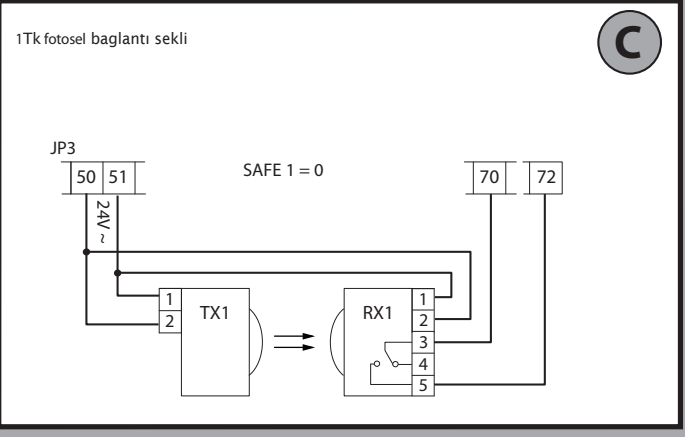 1Tk fotosel baglantı sekli
C
JP3
50 51
SAFE 1 = 0
70 72
24V ~
1
2
TX1
RX1
1
2
3
4
5